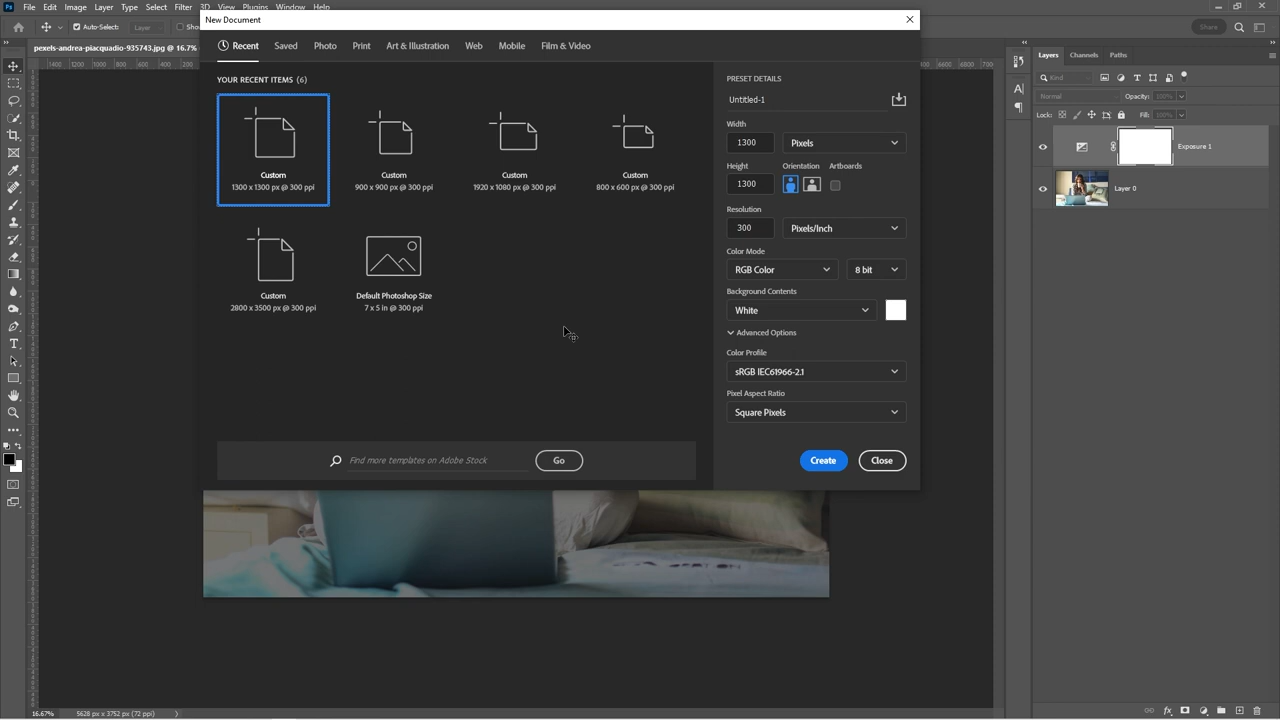 File Edit Image Layer Type Select Filter 3D View Plugins Window Help
New Document
Auto-Select: Layer
Share
pexels-andrea-piacquadio-935743.jpg @ 16.7%
Recent Saved Photo Print Art & Illustration Web Mobile Film & Video
YOUR RECENT ITEMS (6)
Custom
1300 x 1300 px @ 300 ppi
Custom
900 x 900 px @ 300 ppi
Custom
1920 x 1080 px @ 300 ppi
Custom
800 x 600 px @ 300 ppi
Custom
2800 x 3500 px @ 300 ppi
Default Photoshop Size
7 x 5 in @ 300 ppi
Find more templates on Adobe Stock
Go
PRESET DETAILS
Untitled-1
Width
1300 Pixels
Height Orientation Artboards
1300
Resolution
300 Pixels/Inch
Color Mode
RGB Color 8 bit
Background Contents
White
Advanced Options
Color Profile
sRGB IEC61966-2.1
Pixel Aspect Ratio
Square Pixels
Create Close
Layers Channels Paths
Kind
Normal Opacity: 100%
Lock: Fill: 100%
Exposure 1
Layer 0
16.67% 5628 px x 3752 px (72 ppi)